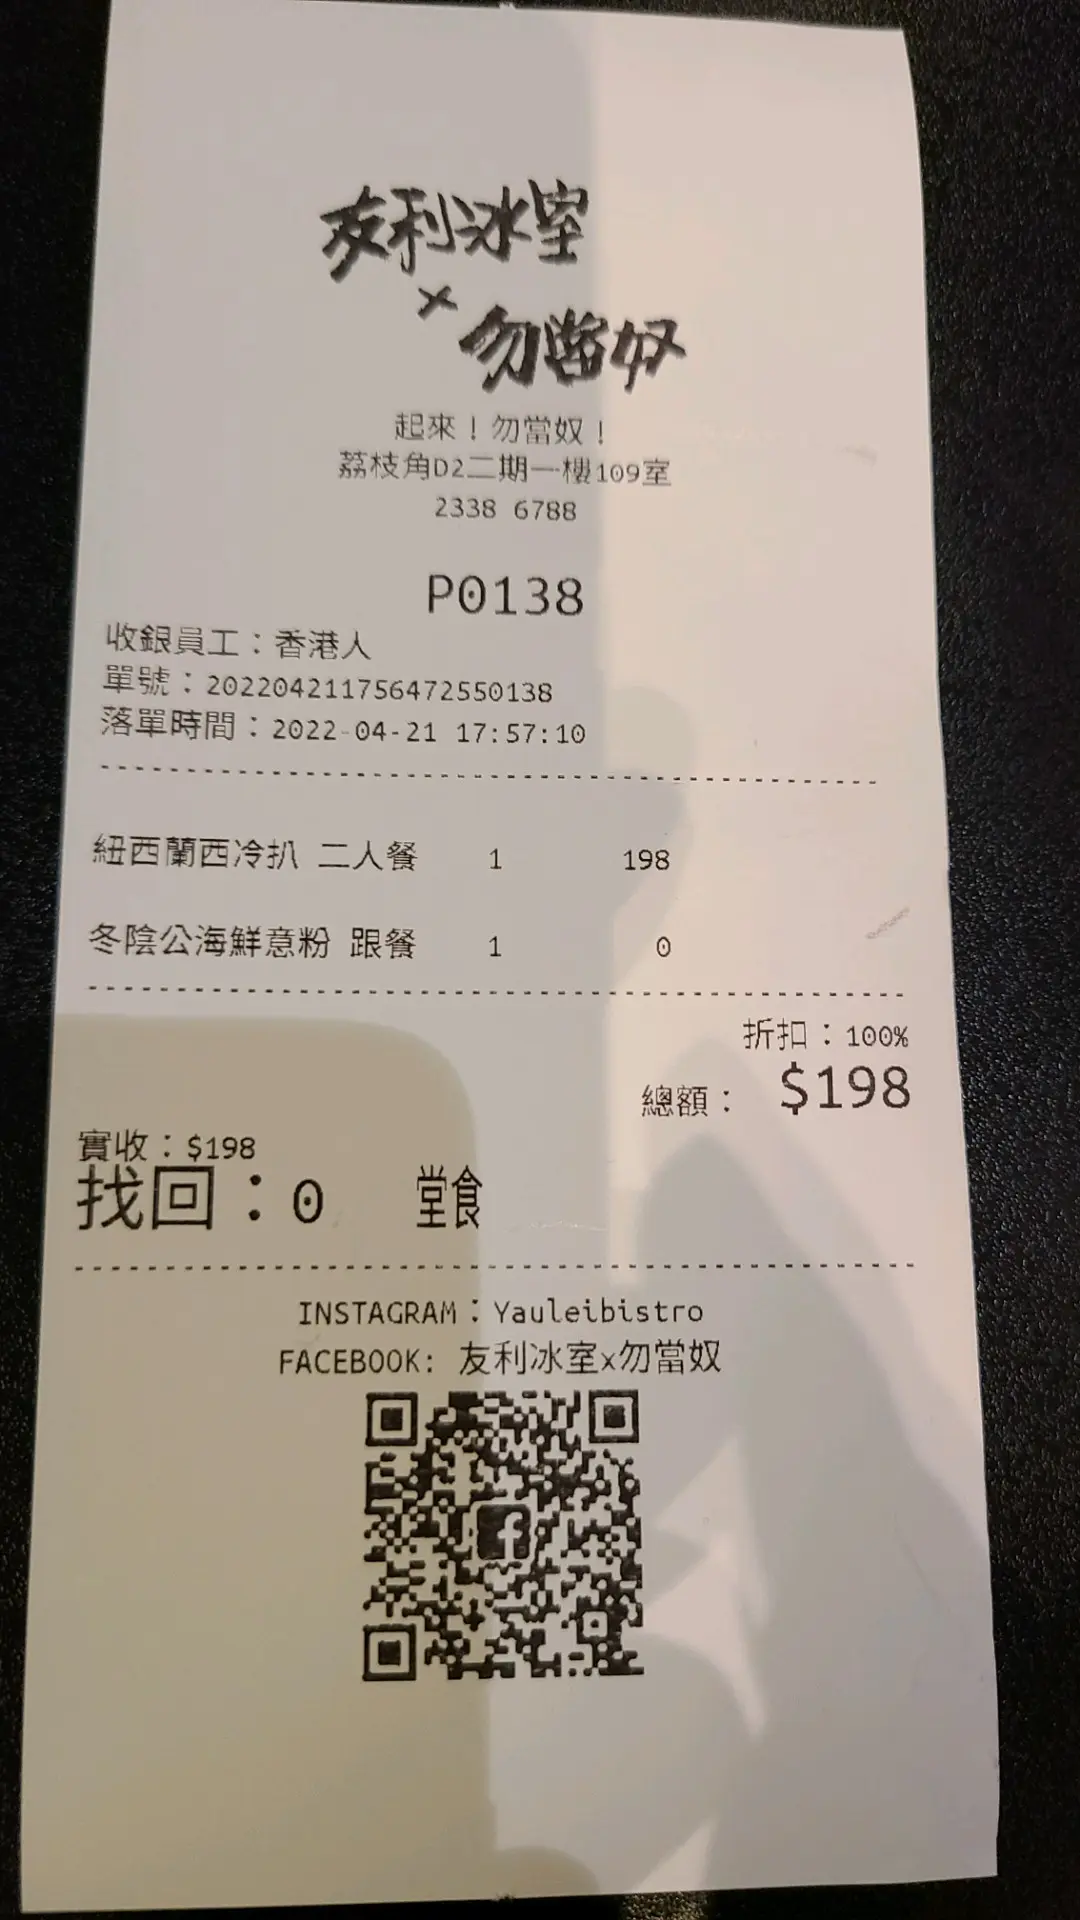 友利冰室
×
勿當奴
起來！勿當奴！
荔枝角D2二期一樓109室
2338 6788
P0138
收銀員工：香港人
單號：202204211756472550138
落單時間：2022-04-21 17:57:10
紐西蘭西冷扒 二人餐 1 198
冬陰公海鮮意粉 跟餐 1 0
折扣：100%
總額： $198
實收：$198
找回：0 堂食
INSTAGRAM：Yauleibistro
FACEBOOK: 友利冰室x勿當奴